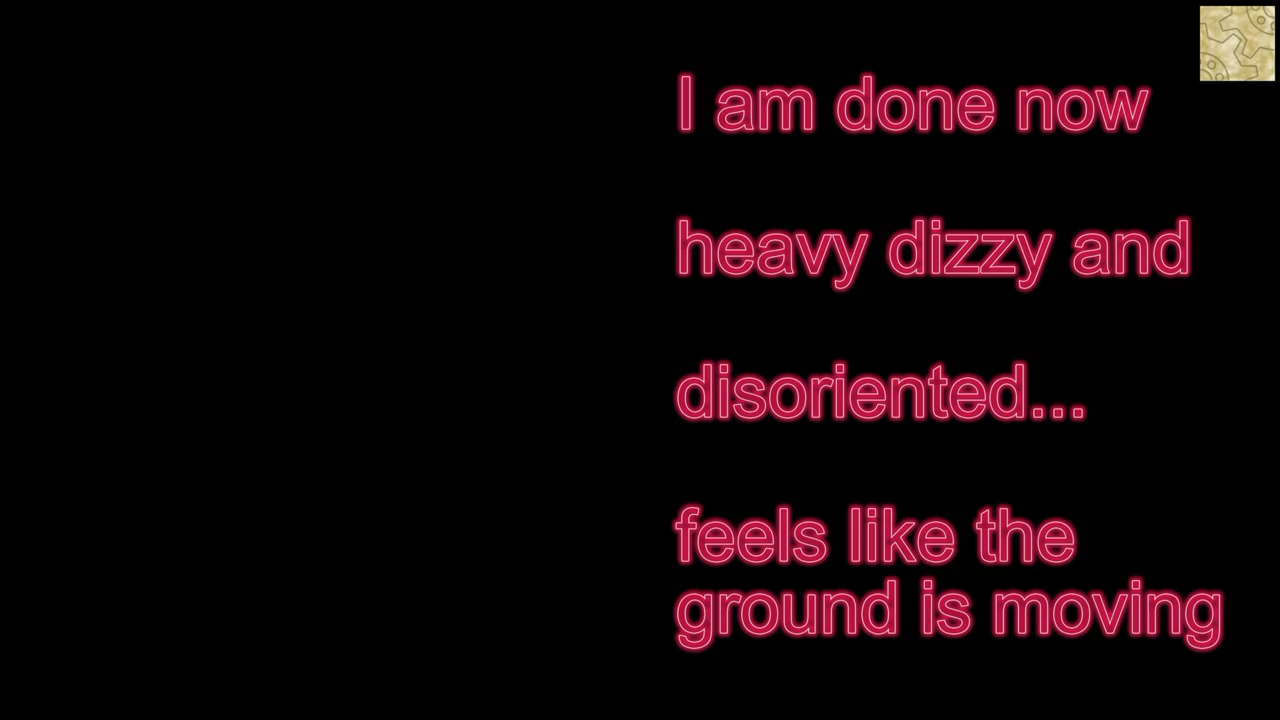 I am done now
heavy dizzy and
disoriented...
feels like the
ground is moving